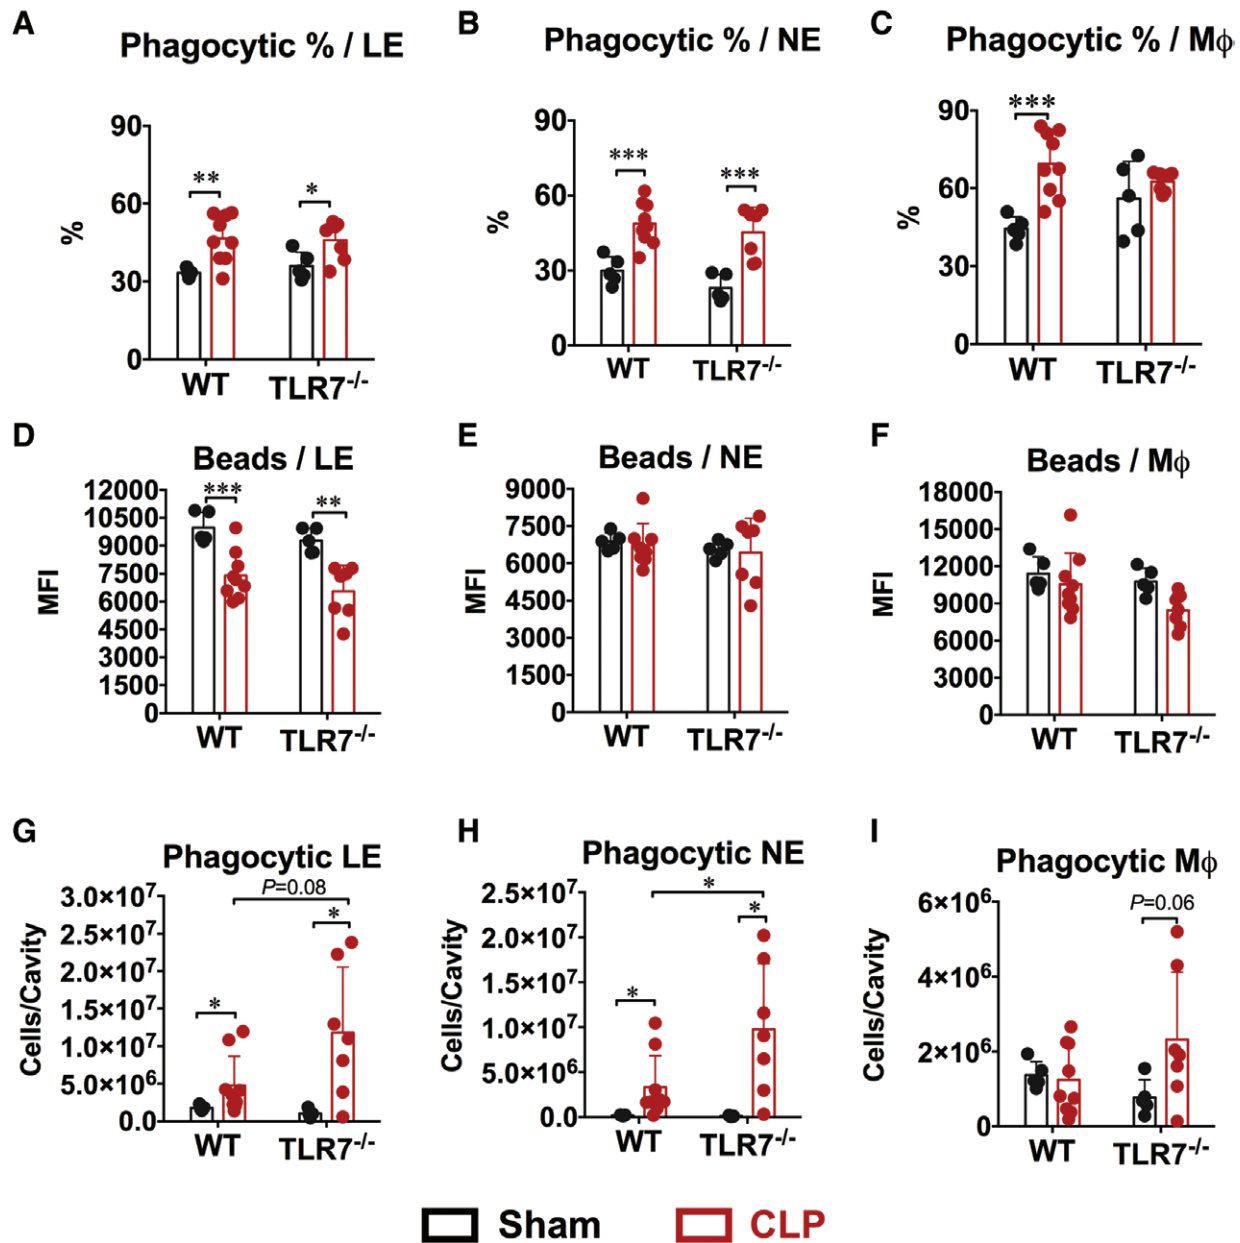 A
Phagocytic % / LE
90
60
30
0
%
**
*
WT
TLR7⁻/⁻
B
Phagocytic % / NE
90
60
30
0
%
***
***
WT
TLR7⁻/⁻
C
Phagocytic % / Mϕ
90
60
30
0
%
***
WT
TLR7⁻/⁻
D
Beads / LE
12000
10500
9000
7500
6000
4500
3000
1500
0
MFI
***
**
WT
TLR7⁻/⁻
E
Beads / NE
9000
7500
6000
4500
3000
1500
0
MFI
WT
TLR7⁻/⁻
F
Beads / Mϕ
18000
15000
12000
9000
6000
3000
0
MFI
WT
TLR7⁻/⁻
G
Phagocytic LE
3.0×10⁷
2.5×10⁷
2.0×10⁷
1.5×10⁷
1.0×10⁷
5.0×10⁶
0.0
Cells/Cavity
P=0.08
*
*
WT
TLR7⁻/⁻
H
Phagocytic NE
2.5×10⁷
2.0×10⁷
1.5×10⁷
1.0×10⁷
5.0×10⁶
0.0
Cells/Cavity
*
*
*
WT
TLR7⁻/⁻
I
Phagocytic Mϕ
6×10⁶
4×10⁶
2×10⁶
0
Cells/Cavity
P=0.06
WT
TLR7⁻/⁻
Sham
CLP